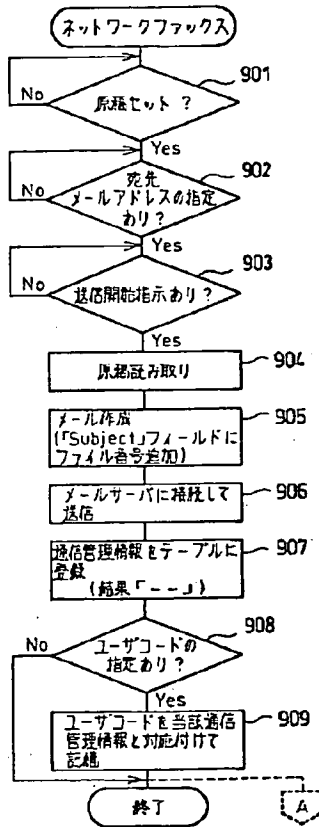 ネットワークファックス
901
原稿セット？
No
Yes
902
宛先
メールアドレスの指定
あり？
No
Yes
903
送信開始指示あり？
No
Yes
904
原稿読み取り
905
メール作成
(「Subject」フィールドに
ファイル番号追加)
906
メールサーバに接続して
送信
907
通信管理情報をテーブルに
登録
(結果「--」)
908
ユーザコードの
指定あり？
No
Yes
909
ユーザコードを当該通信
管理情報と対応付けて
記憶
終了
A